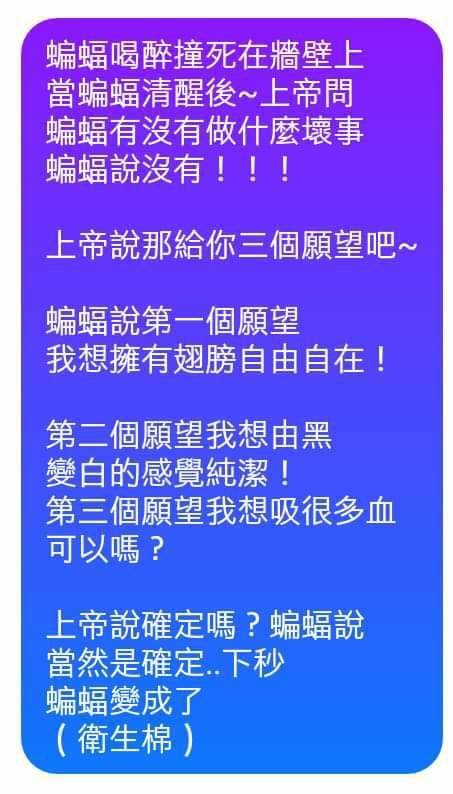 蝙蝠喝醉撞死在牆壁上
當蝙蝠清醒後~上帝問
蝙蝠有沒有做什麼壞事
蝙蝠說沒有！！！
上帝說那給你三個願望吧~
蝙蝠說第一個願望
我想擁有翅膀自由自在！
第二個願望我想由黑
變白的感覺純潔！
第三個願望我想吸很多血
可以嗎？
上帝說確定嗎？蝙蝠說
當然是確定..下秒
蝙蝠變成了
（衛生棉）